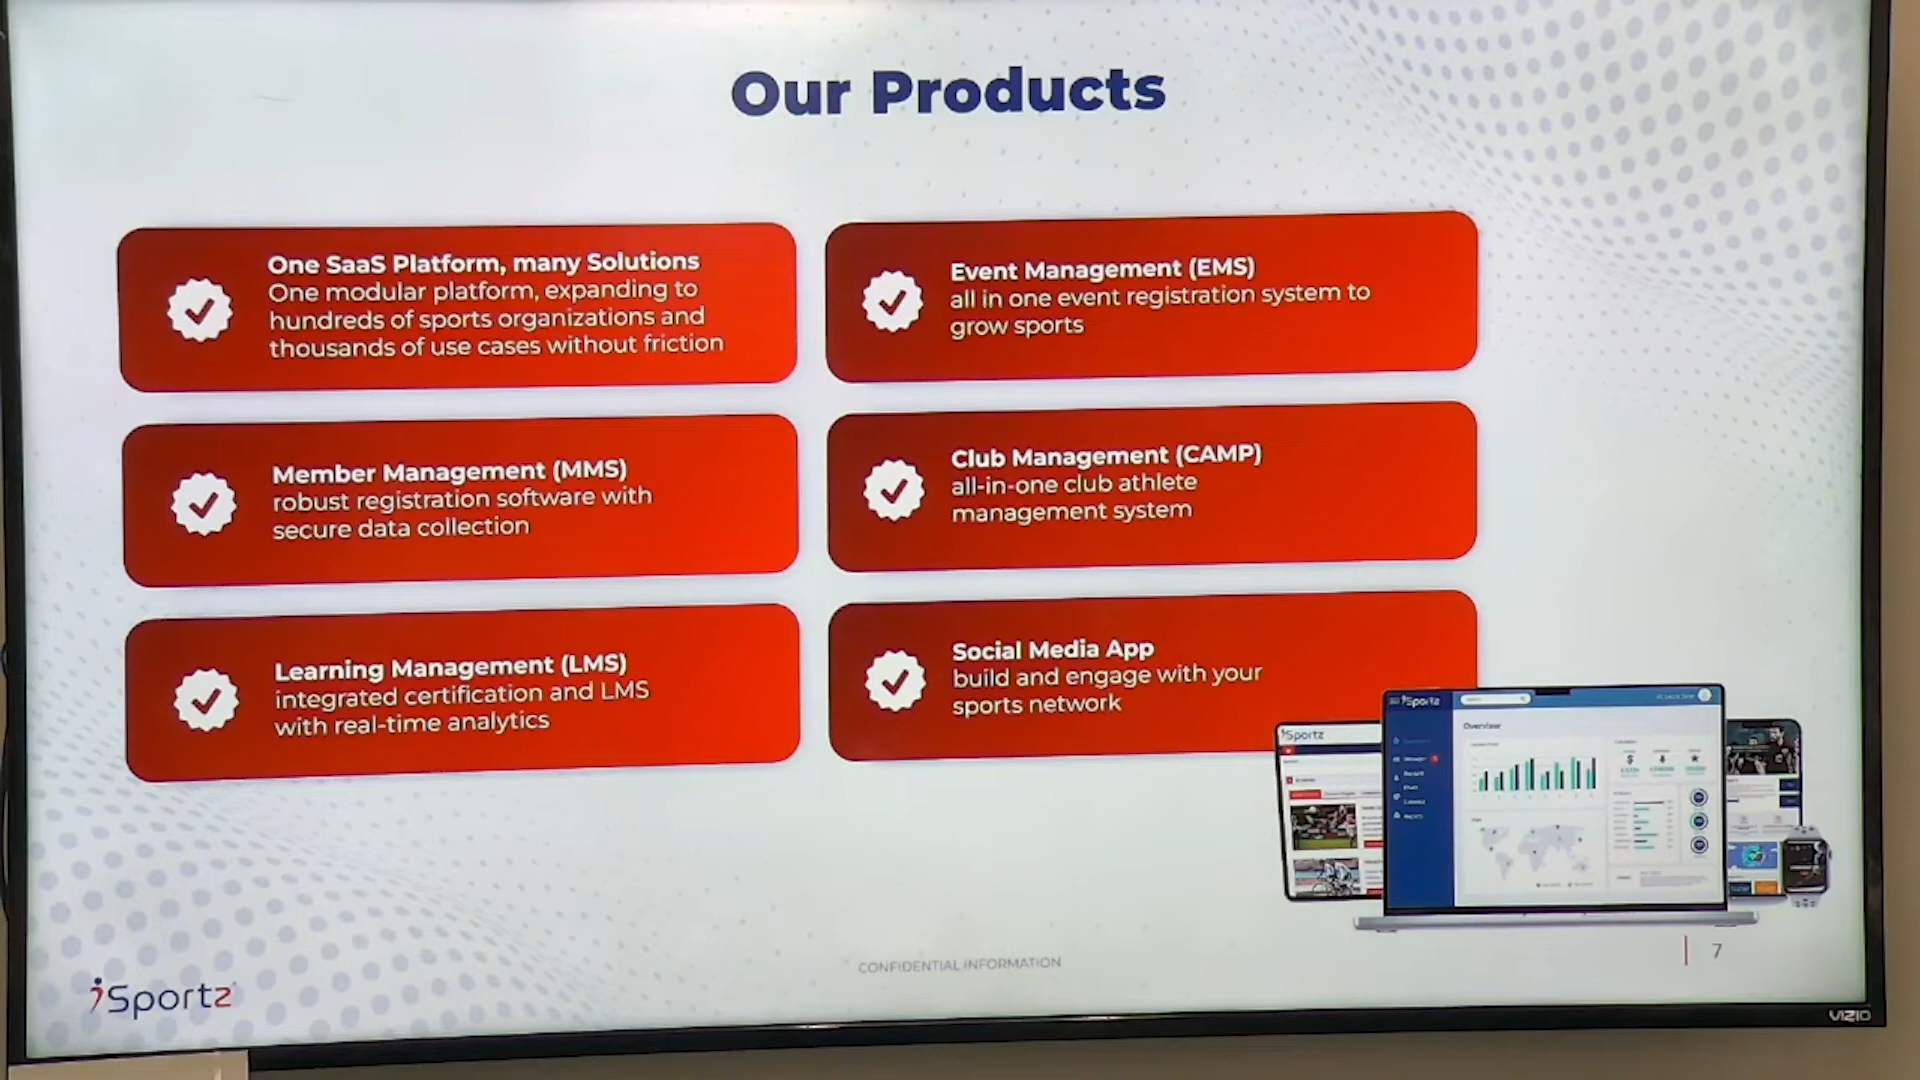 Our Products
One SaaS Platform, many Solutions
One modular platform, expanding to
hundreds of sports organizations and
thousands of use cases without friction
Event Management (EMS)
all in one event registration system to
grow sports
Member Management (MMS)
robust registration software with
secure data collection
Club Management (CAMP)
all-in-one club athlete
management system
Learning Management (LMS)
integrated certification and LMS
with real-time analytics
Social Media App
build and engage with your
sports network
iSportz
iSportz
Overview
CONFIDENTIAL INFORMATION
7
iSportz
VIZIO